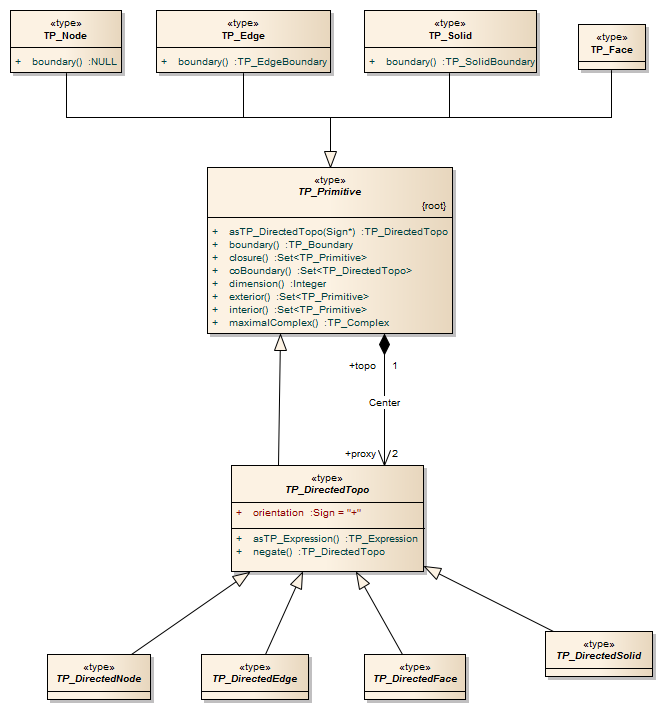 «type»
TP_Node
+ boundary() :NULL
«type»
TP_Edge
+ boundary() :TP_EdgeBoundary
«type»
TP_Solid
+ boundary() :TP_SolidBoundary
«type»
TP_Face
«type»
TP_Primitive
{root}
+ asTP_DirectedTopo(Sign*) :TP_DirectedTopo
+ boundary() :TP_Boundary
+ closure() :Set<TP_Primitive>
+ coBoundary() :Set<TP_DirectedTopo>
+ dimension() :Integer
+ exterior() :Set<TP_Primitive>
+ interior() :Set<TP_Primitive>
+ maximalComplex() :TP_Complex
+topo 1
Center
+proxy 2
«type»
TP_DirectedTopo
+ orientation :Sign = "+"
+ asTP_Expression() :TP_Expression
+ negate() :TP_DirectedTopo
«type»
TP_DirectedNode
«type»
TP_DirectedEdge
«type»
TP_DirectedFace
«type»
TP_DirectedSolid